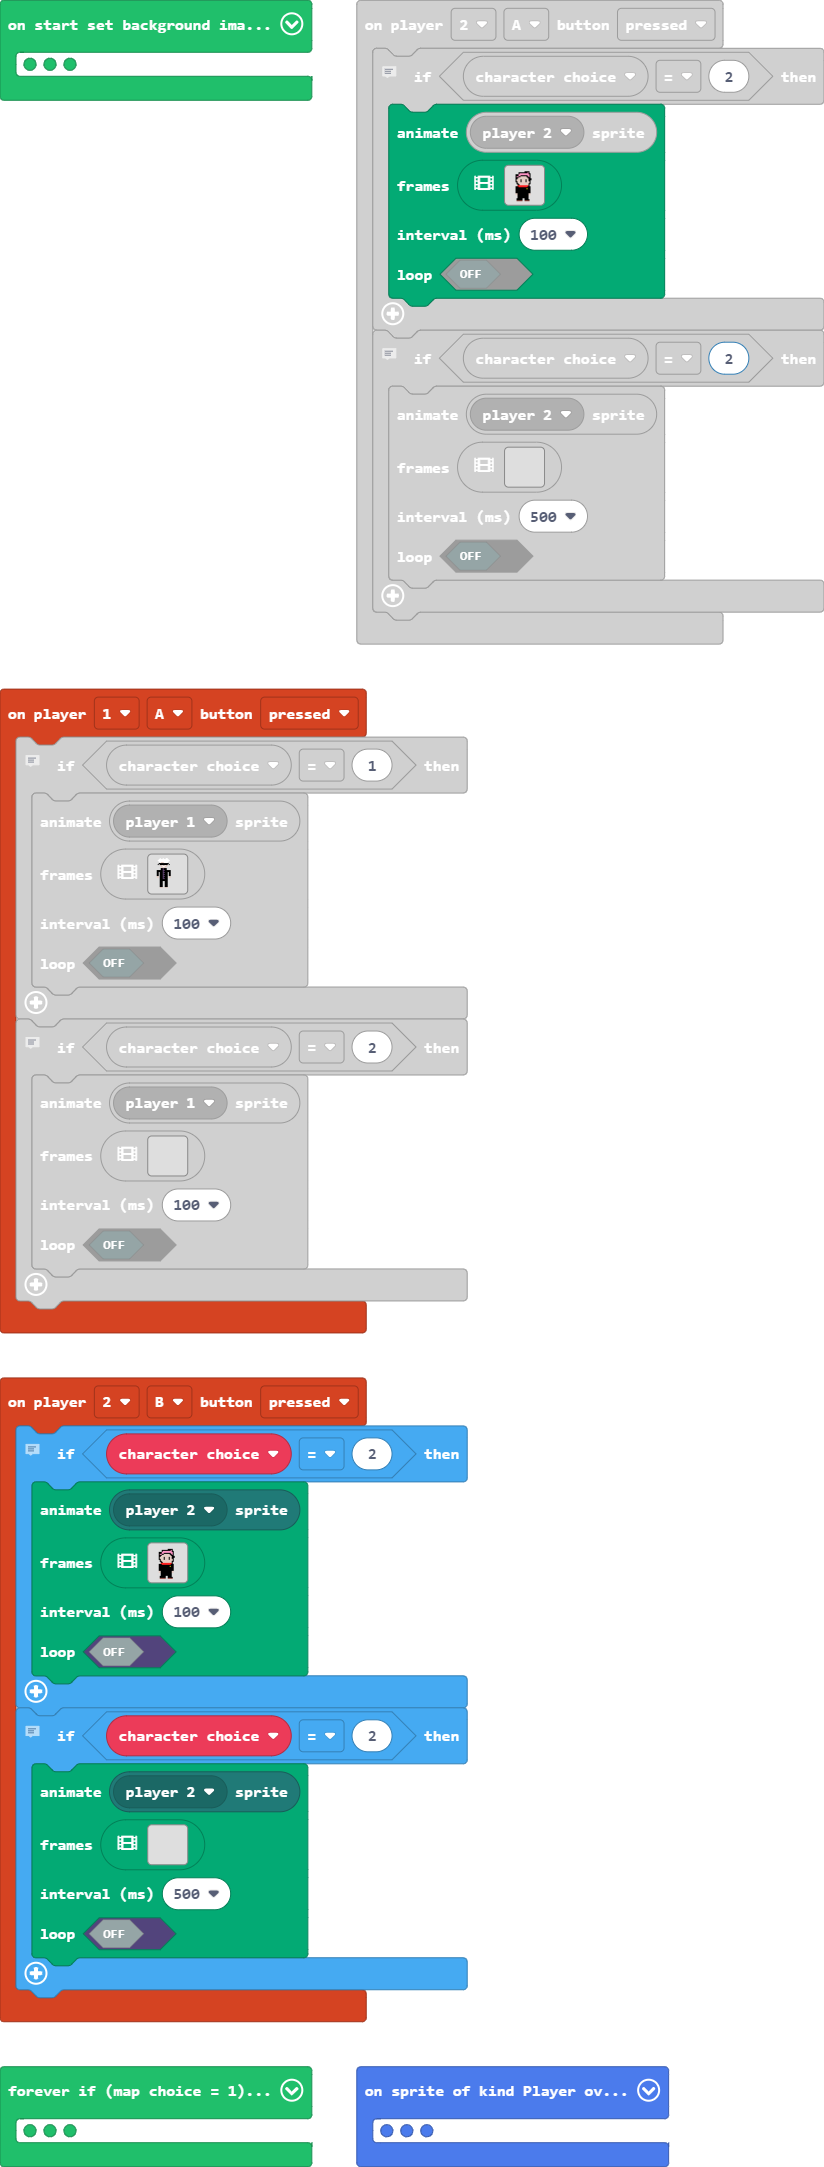 on start set background ima...
on player 2 A button pressed
if character choice = 2 then
animate player 2 sprite
frames
interval (ms) 100
loop OFF
if character choice = 2 then
animate player 2 sprite
frames
interval (ms) 500
loop OFF
on player 1 A button pressed
if character choice = 1 then
animate player 1 sprite
frames
interval (ms) 100
loop OFF
if character choice = 2 then
animate player 1 sprite
frames
interval (ms) 100
loop OFF
on player 2 B button pressed
if character choice = 2 then
animate player 2 sprite
frames
interval (ms) 100
loop OFF
if character choice = 2 then
animate player 2 sprite
frames
interval (ms) 500
loop OFF
forever if (map choice = 1)...
on sprite of kind Player ov...